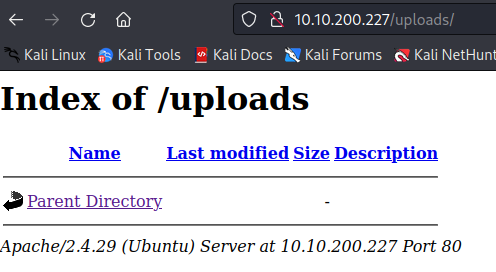 10.10.200.227/uploads/
Kali Linux Kali Tools Kali Docs Kali Forums Kali NetHunt
Index of /uploads
Name Last modified Size Description
Parent Directory -
Apache/2.4.29 (Ubuntu) Server at 10.10.200.227 Port 80